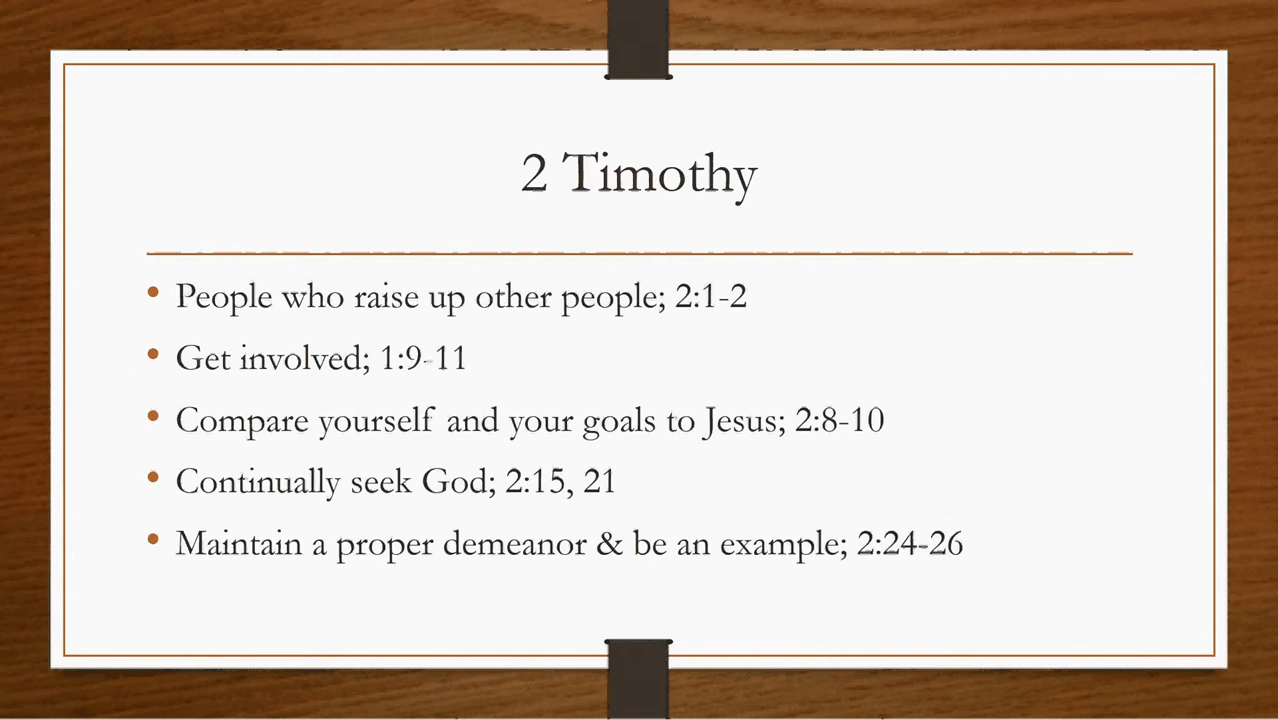 2 Timothy
People who raise up other people; 2:1-2
Get involved; 1:9-11
Compare yourself and your goals to Jesus; 2:8-10
Continually seek God; 2:15, 21
Maintain a proper demeanor & be an example; 2:24-26